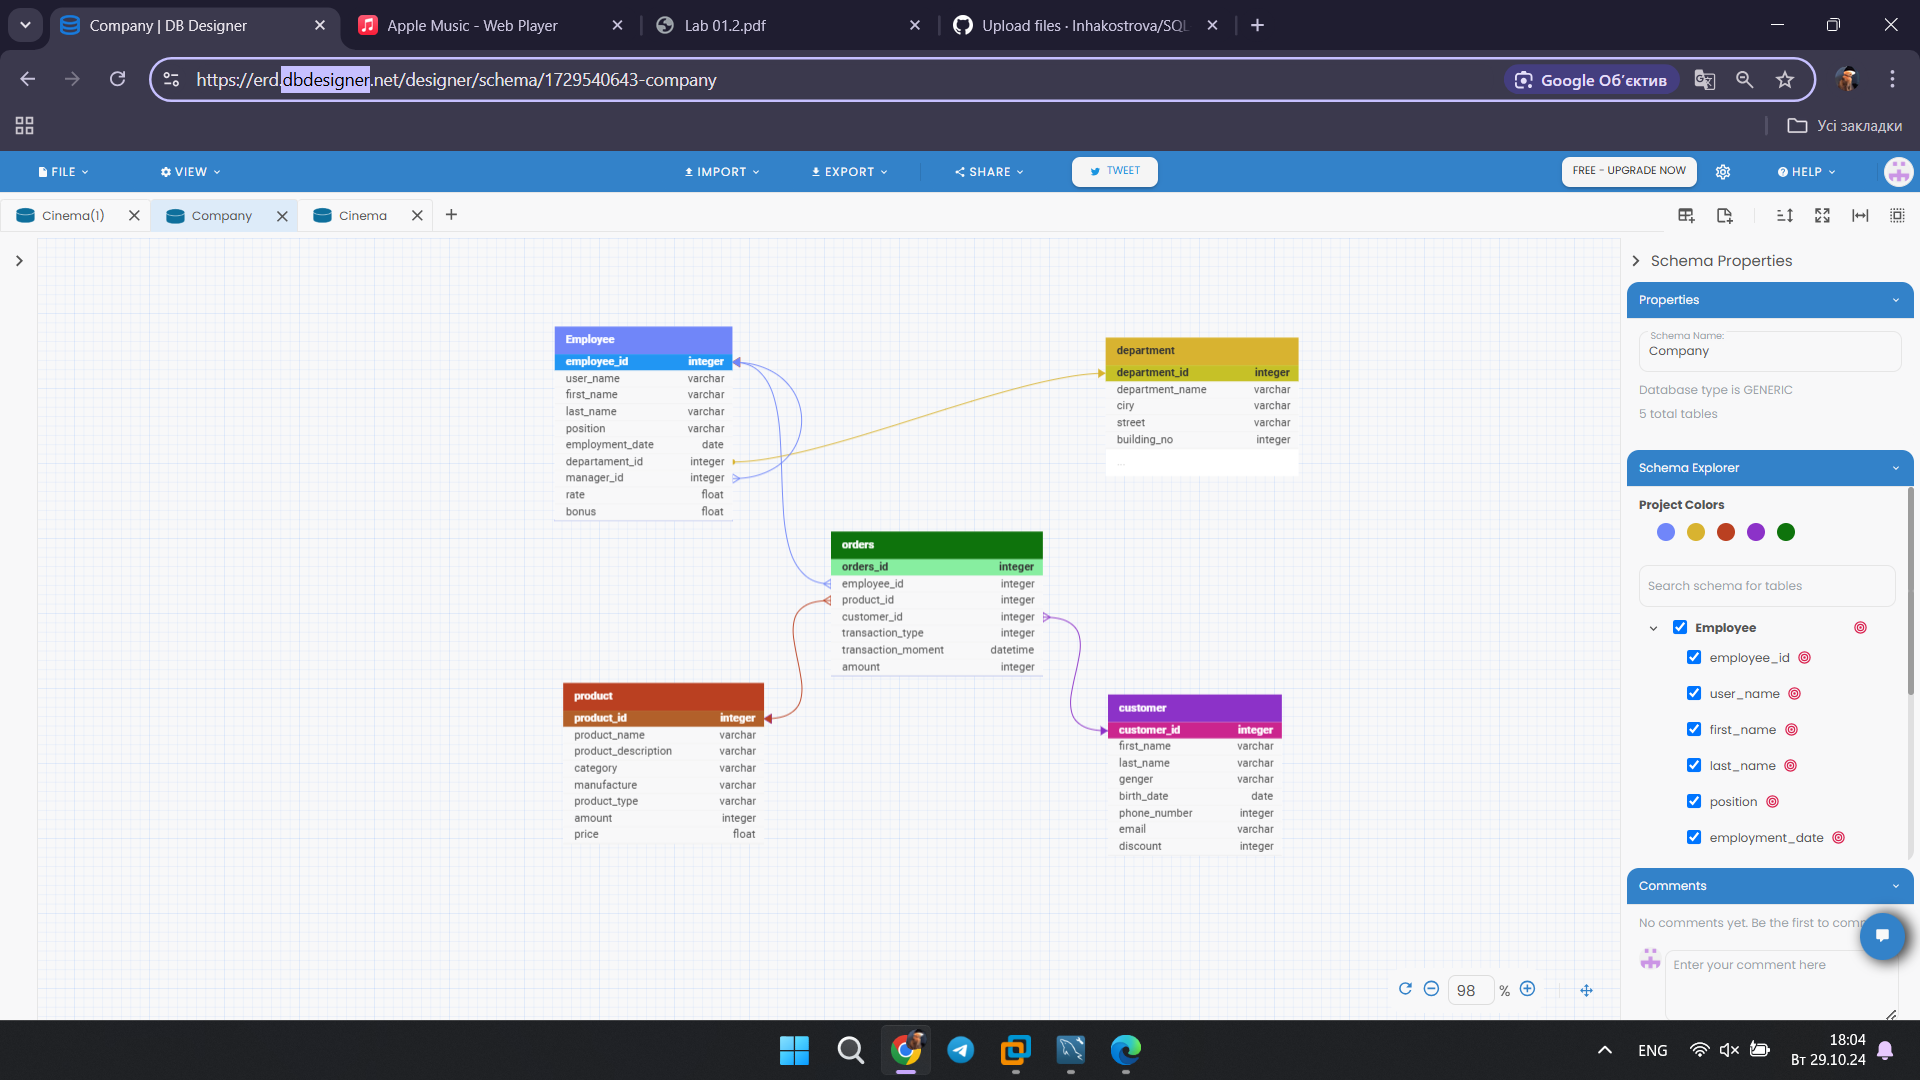 Company | DB Designer
Apple Music - Web Player
Lab 01.2.pdf
Upload files · Inhakostrova/SQL
https://erd.dbdesigner.net/designer/schema/1729540643-company
Google Об'єктив
Усі закладки
FILE
VIEW
IMPORT
EXPORT
SHARE
TWEET
FREE - UPGRADE NOW
HELP
Cinema(1)
Company
Cinema
Employee
employee_id integer
user_name varchar
first_name varchar
last_name varchar
position varchar
employment_date date
departament_id integer
manager_id integer
rate float
bonus float
department
department_id integer
department_name varchar
ciry varchar
street varchar
building_no integer
...
orders
orders_id integer
employee_id integer
product_id integer
customer_id integer
transaction_type integer
transaction_moment datetime
amount integer
product
product_id integer
product_name varchar
product_description varchar
category varchar
manufacture varchar
product_type varchar
amount integer
price float
customer
customer_id integer
first_name varchar
last_name varchar
genger varchar
birth_date date
phone_number integer
email varchar
discount integer
98 %
Schema Properties
Properties
Schema Name:
Company
Database type is GENERIC
5 total tables
Schema Explorer
Project Colors
Search schema for tables
Employee
employee_id
user_name
first_name
last_name
position
employment_date
Comments
No comments yet. Be the first to com
Enter your comment here
ENG
18:04
Вт 29.10.24